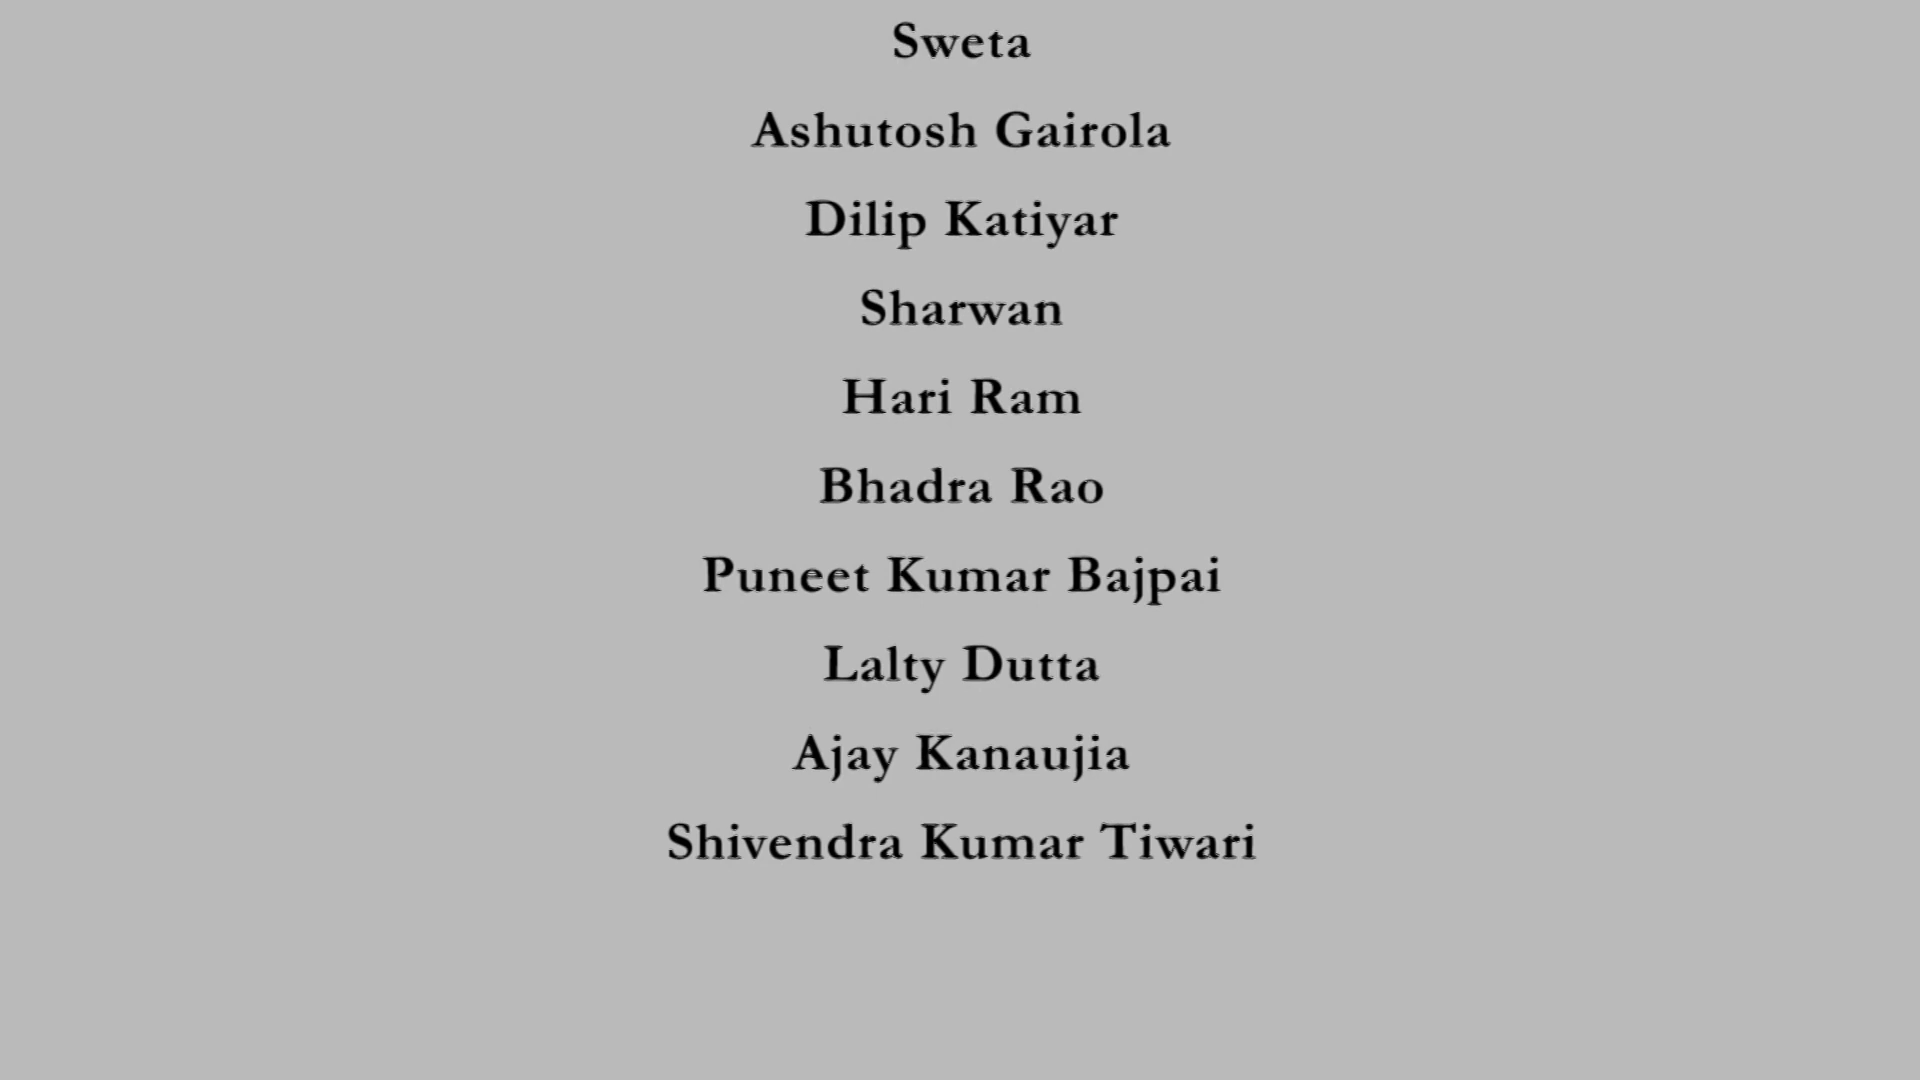 Sweta
Ashutosh Gairola
Dilip Katiyar
Sharwan
Hari Ram
Bhadra Rao
Puneet Kumar Bajpai
Lalty Dutta
Ajay Kanaujia
Shivendra Kumar Tiwari